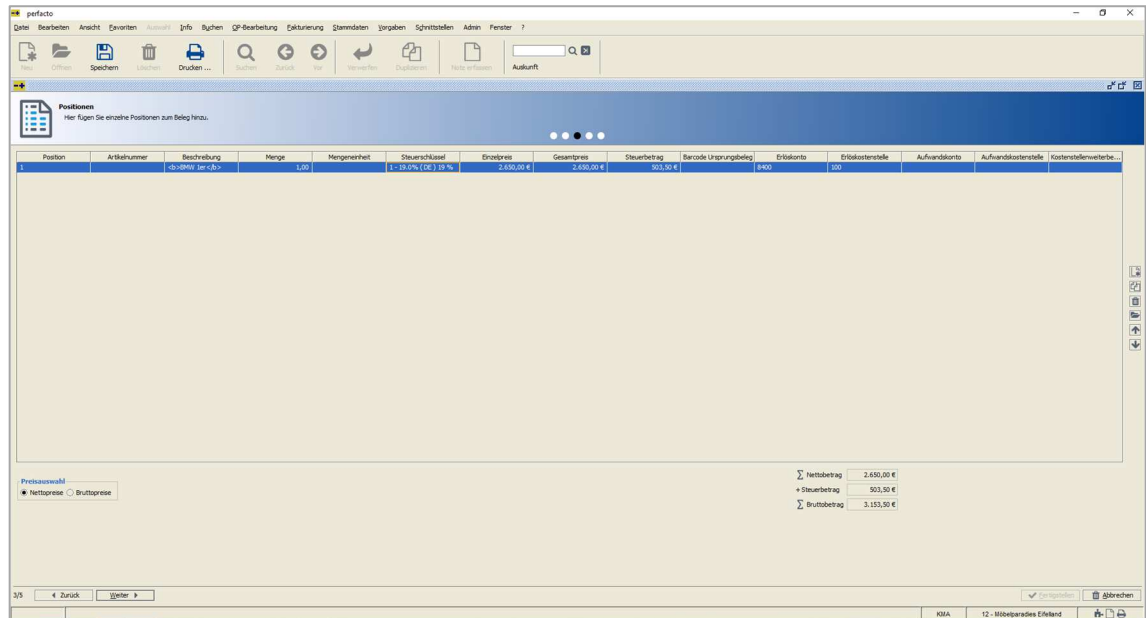 perfacto
Datei Bearbeiten Ansicht Favoriten Auswahl Info Buchen OP-Bearbeitung Fakturierung Stammdaten Vorgaben Schnittstellen Admin Fenster ?
Neu Öffnen Speichern Löschen Drucken ... Suchen Zurück Vor Verwerfen Duplizieren Note erfassen Auskunft
Positionen
Hier fügen Sie einzelne Positionen zum Beleg hinzu.
Position Artikelnummer Beschreibung Menge Mengeneinheit Steuerschlüssel Einzelpreis Gesamtpreis Steuerbetrag Barcode Ursprungsbeleg Erlöskonto Erlöskostenstelle Aufwandskonto Aufwandskostenstelle Kostenstellenweiterbe...
1 <b>BMW 1er</b> 1,00 1 - 19.0% ( DE ) 19 % 2.650,00 € 2.650,00 € 503,50 € 8400 100
Preisauswahl
Nettopreise Bruttopreise
∑ Nettobetrag 2.650,00 €
+ Steuerbetrag 503,50 €
∑ Bruttobetrag 3.153,50 €
3/5 Zurück Weiter Fertigstellen Abbrechen
KMA 12 - Möbelparadies Eifelland